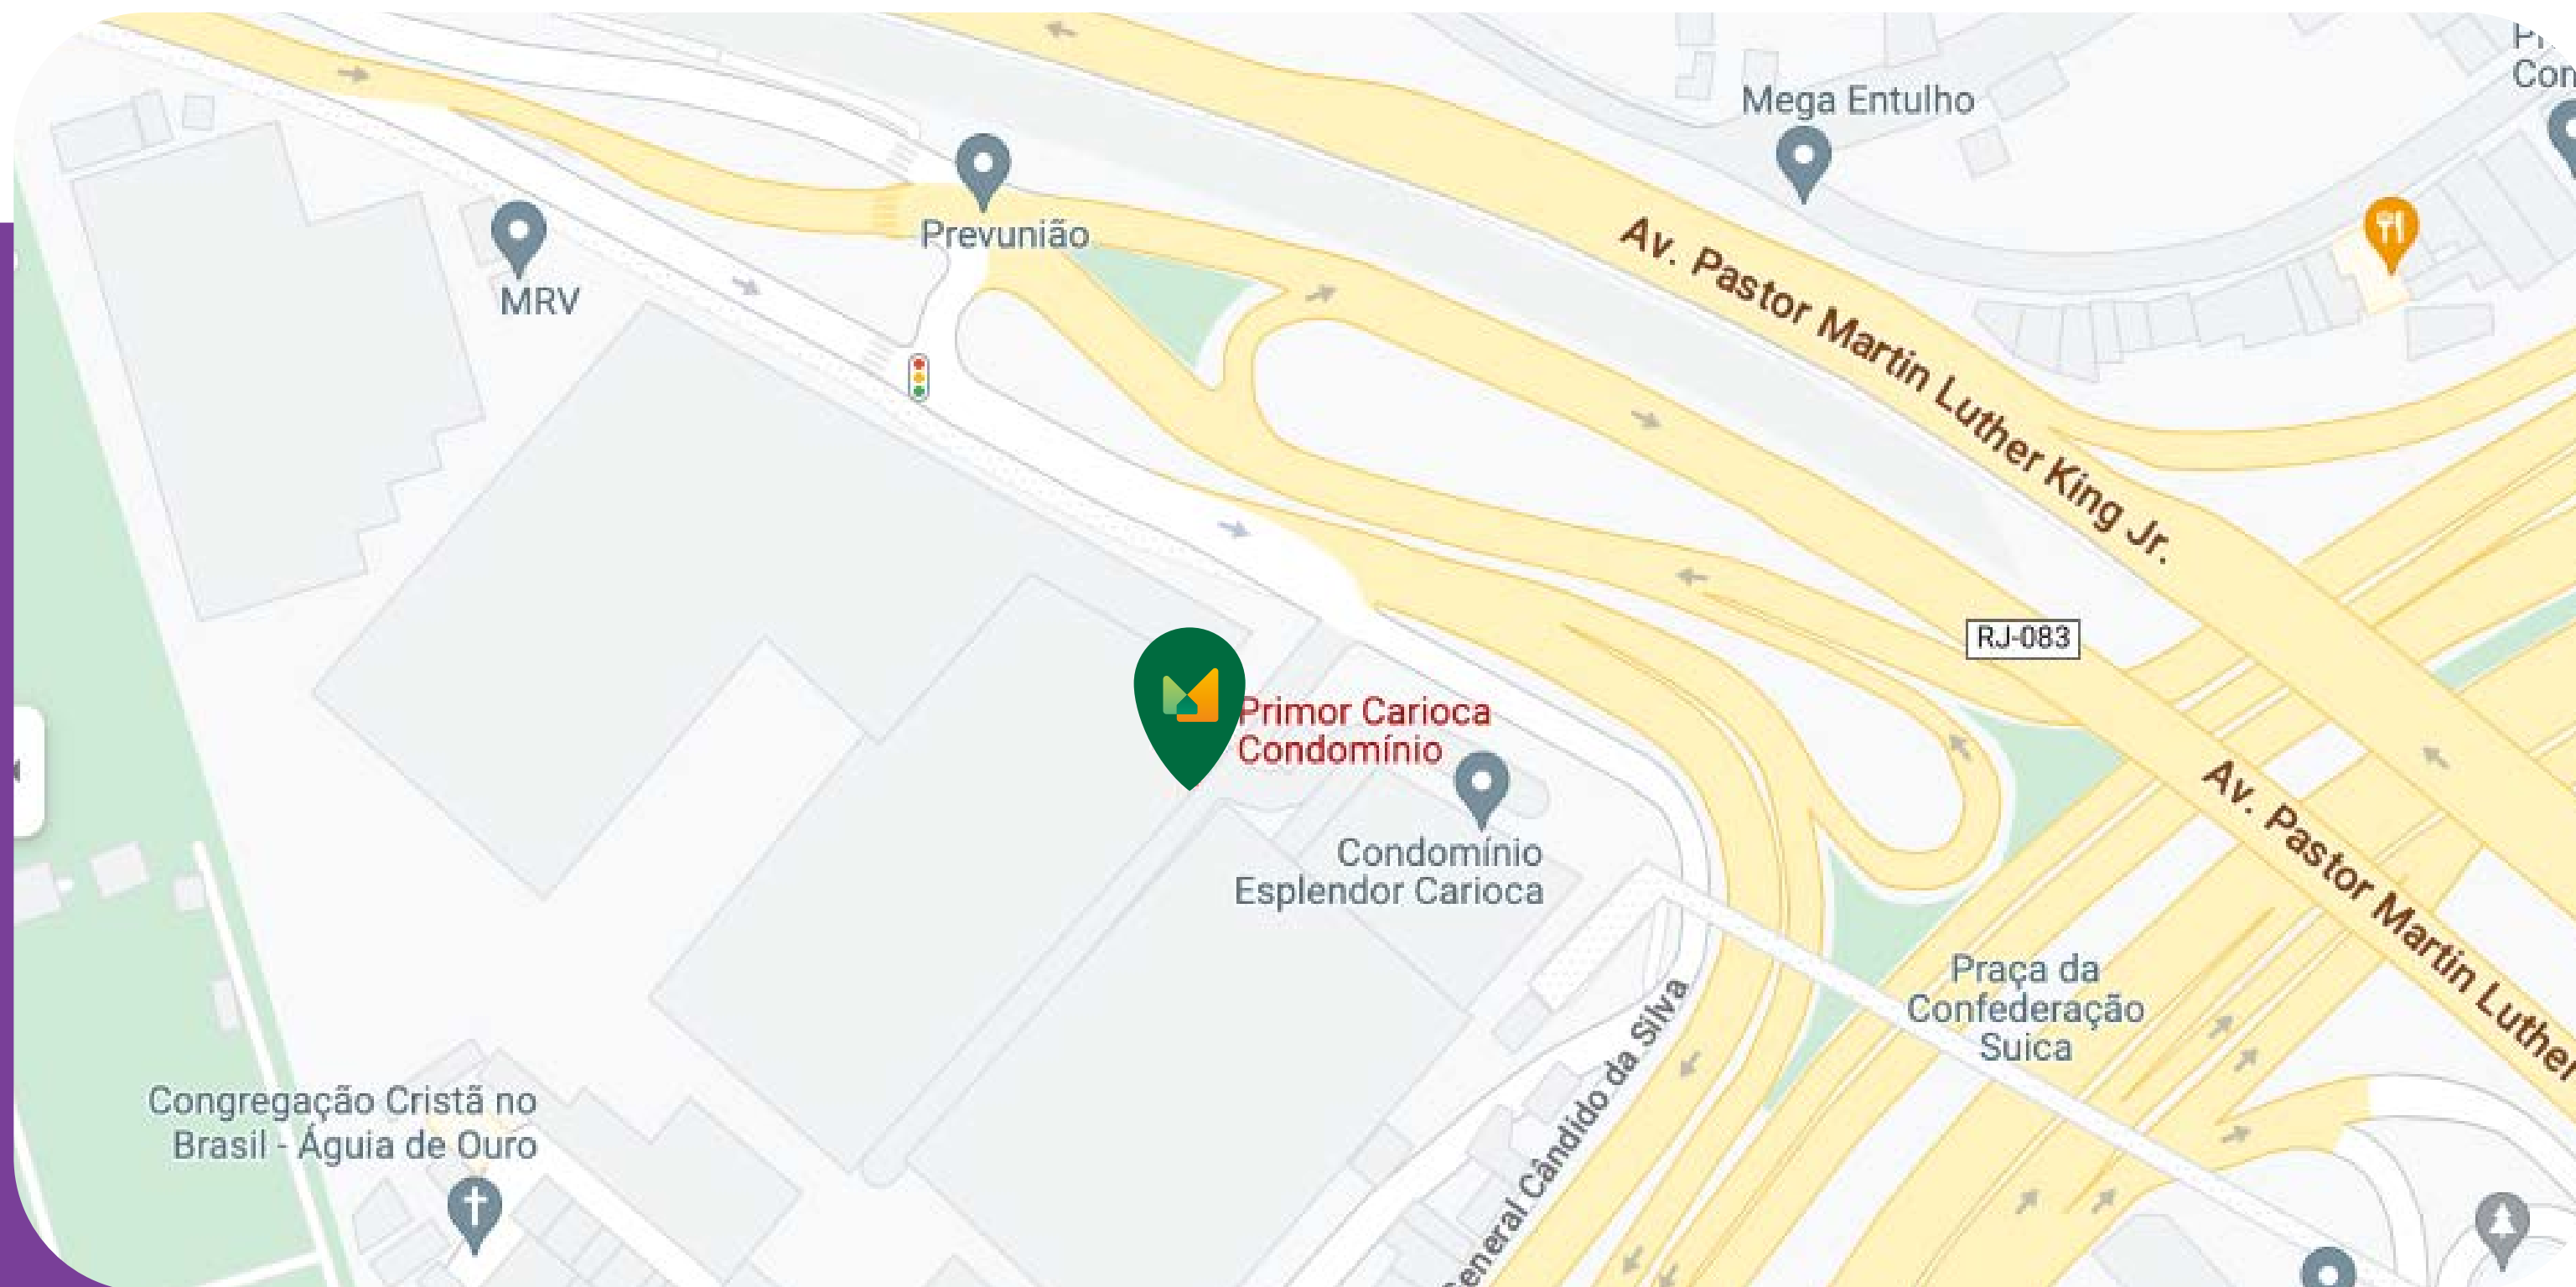 Mega Entulho
Con
Prevunião
MRV
Av. Pastor Martin Luther King Jr.
RJ-083
Primor Carioca
Condomínio
Condomínio
Esplendor Carioca
Av. Pastor Martin Luther
Praça da
Confederação
Suica
General Cândido da Silva
Congregação Cristã no
Brasil - Águia de Ouro